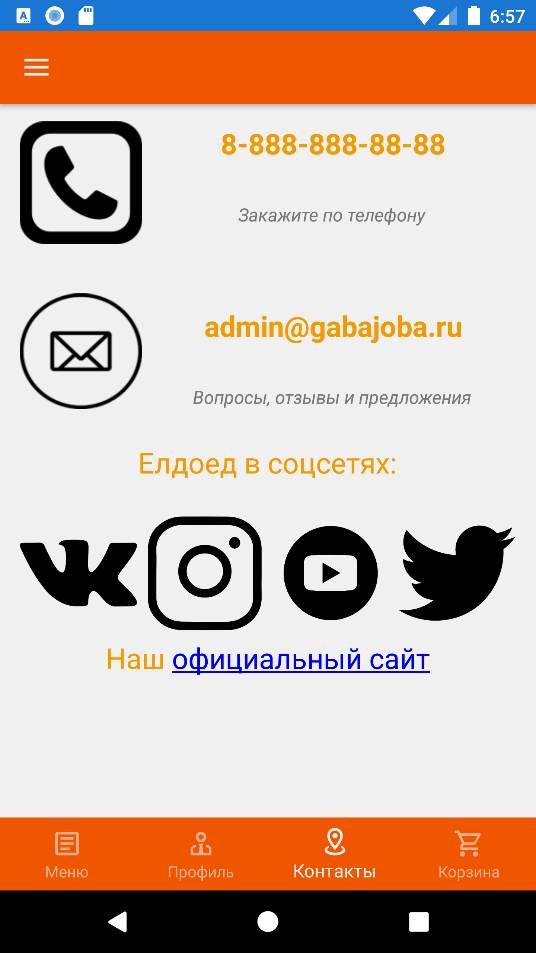 6:57
8-888-888-88-88
Закажите по телефону
admin@gabajoba.ru
Вопросы, отзывы и предложения
Елдоед в соцсетях:
Наш официальный сайт
Меню Профиль Контакты Корзина